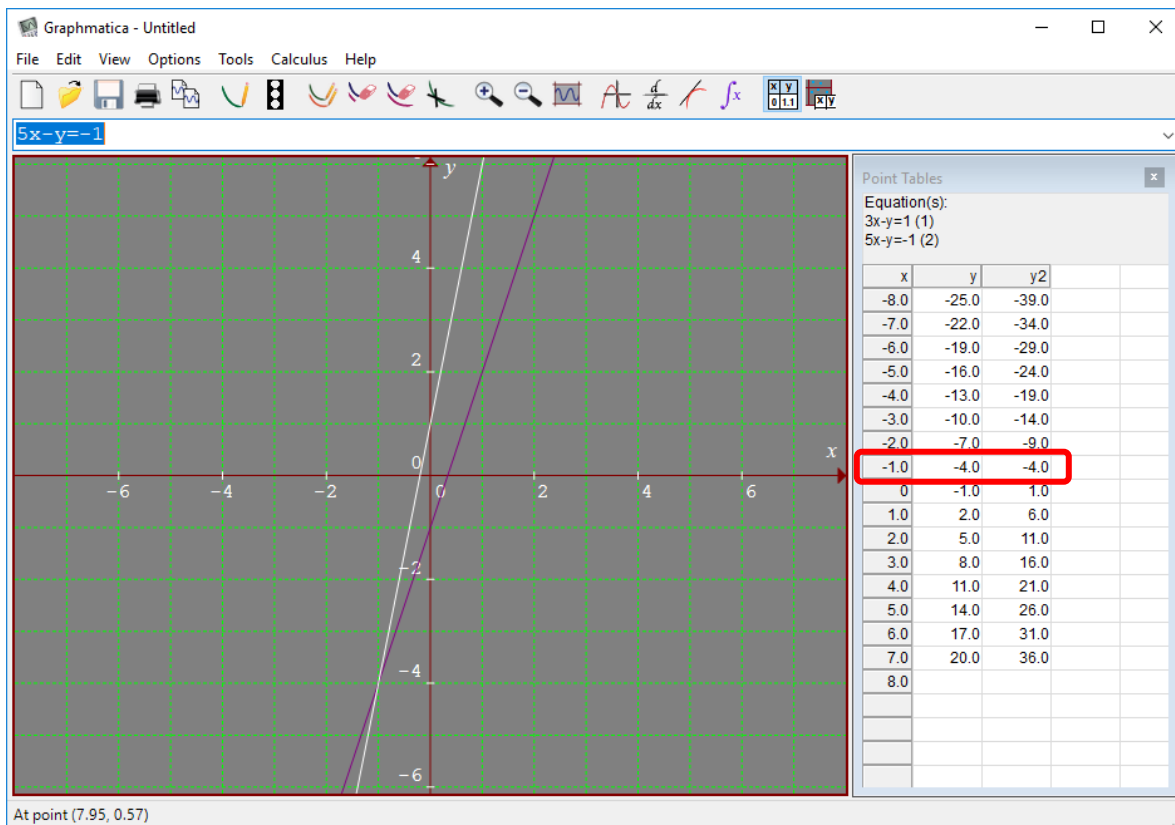 Graphmatica - Untitled
File Edit View Options Tools Calculus Help
d
dx
∫x
x y
0 1.1
x y
5x-y=-1
y
4
2
0
x
-6 -4 -2 0 2 4 6
-2
-4
-6
Point Tables
x
Equation(s):
3x-y=1 (1)
5x-y=-1 (2)
x y y2
-8.0 -25.0 -39.0
-7.0 -22.0 -34.0
-6.0 -19.0 -29.0
-5.0 -16.0 -24.0
-4.0 -13.0 -19.0
-3.0 -10.0 -14.0
-2.0 -7.0 -9.0
-1.0 -4.0 -4.0
0 -1.0 1.0
1.0 2.0 6.0
2.0 5.0 11.0
3.0 8.0 16.0
4.0 11.0 21.0
5.0 14.0 26.0
6.0 17.0 31.0
7.0 20.0 36.0
8.0
At point (7.95, 0.57)